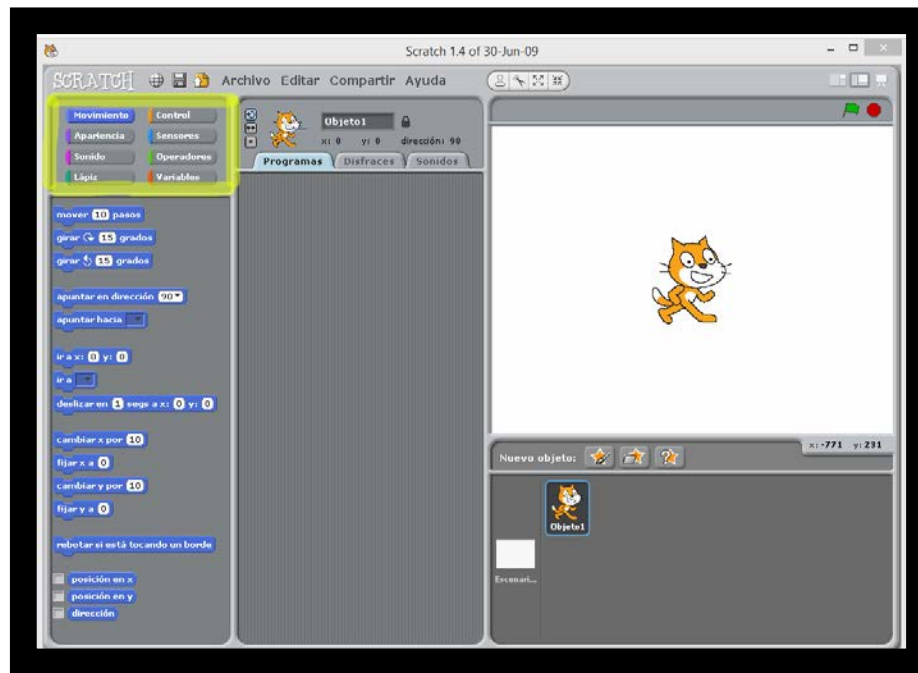 Scratch 1.4 of 30-Jun-09
SCRATCH Archivo Editar Compartir Ayuda
Movimiento Control
Apariencia Sensores
Sonido Operadores
Lápiz Variables
Objeto1
x: 0 y: 0 dirección: 90
Programas Disfraces Sonidos
mover 10 pasos
girar 15 grados
girar 15 grados
apuntar en dirección 90
apuntar hacia
ir a x: 0 y: 0
ir a
deslizar en 1 segs a x: 0 y: 0
cambiar x por 10
fijar x a 0
cambiar y por 10
fijar y a 0
rebotar si está tocando un borde
posición en x
posición en y
dirección
x: -771 y: 231
Nuevo objeto:
Objeto1
Escenari...